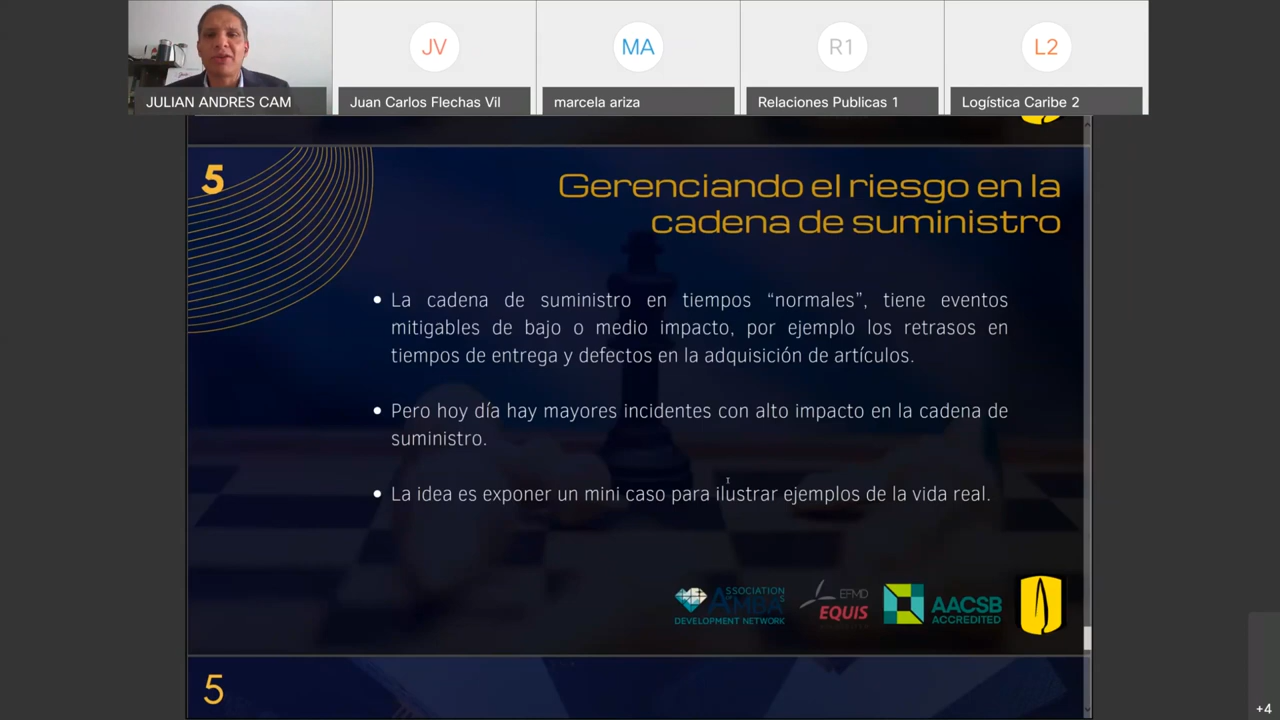 JV
MA
R1
L2
JULIAN ANDRES CAM
Juan Carlos Flechas Vil
marcela ariza
Relaciones Publicas 1
Logística Caribe 2
5
Gerenciando el riesgo en la
cadena de suministro
• La cadena de suministro en tiempos “normales”, tiene eventos
mitigables de bajo o medio impacto, por ejemplo los retrasos en
tiempos de entrega y defectos en la adquisición de artículos.
• Pero hoy día hay mayores incidentes con alto impacto en la cadena de
suministro.
• La idea es exponer un mini caso para ilustrar ejemplos de la vida real.
SSOCIATION
AMBA'S
DEVELOPMENT NETWORK
EFMD
EQUIS
AACSB
ACCREDITED
5
+4